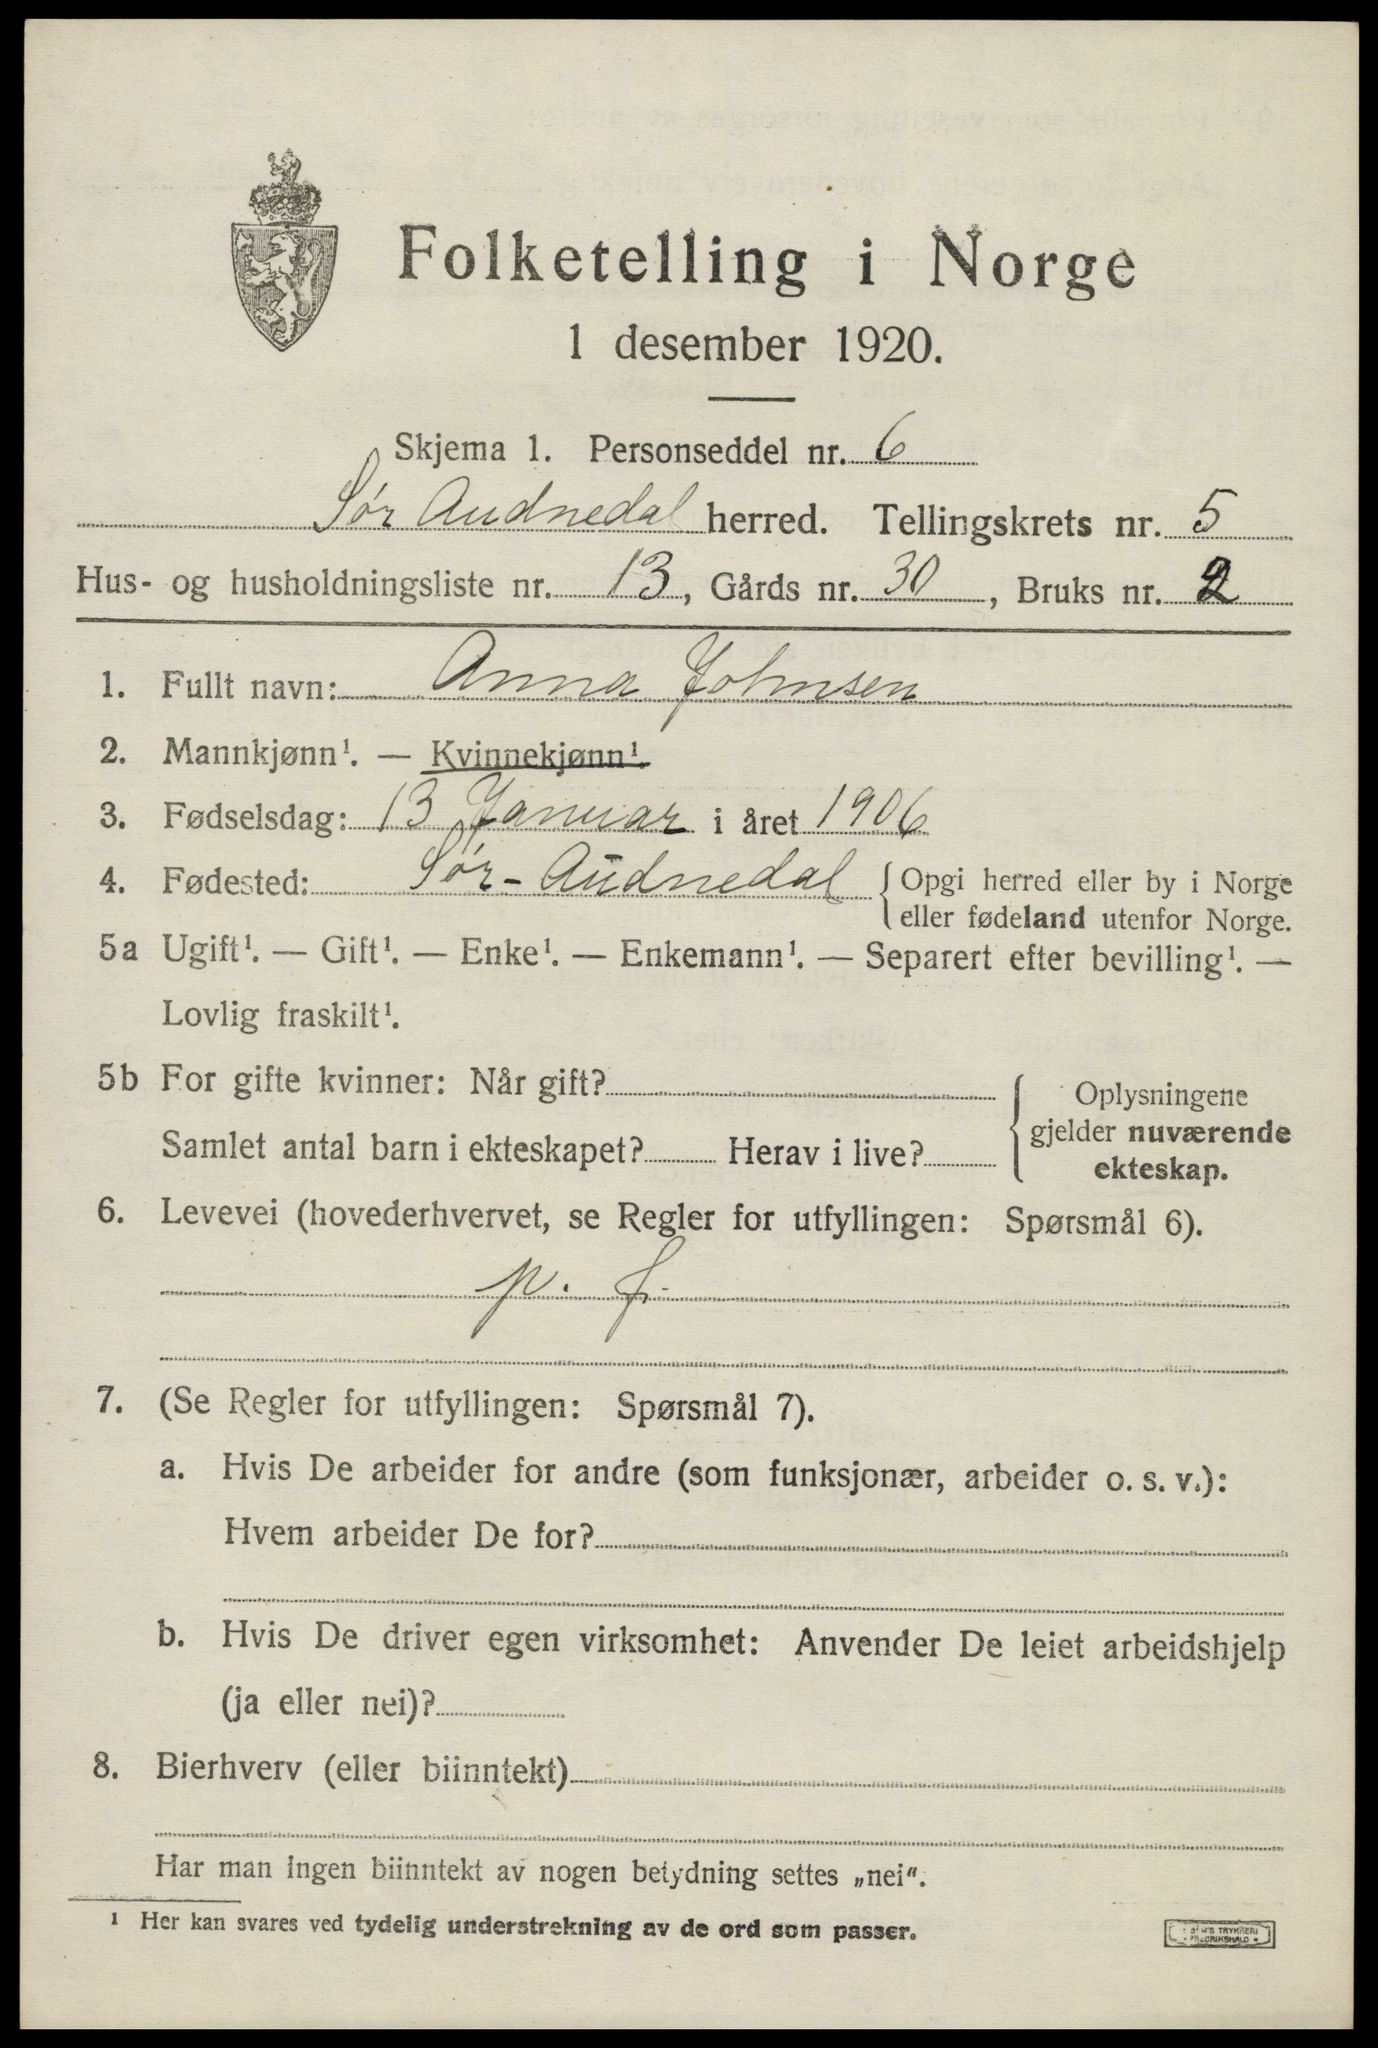 Folketelling i Norge
1 desember 1920.
Skjema 1. Personseddel nr. 6
Sør Audnedal herred. Tellingskrets nr. 5
Hus- og husholdningsliste nr. 13, Gårds nr. 30, Bruks nr. 2
1. Fullt navn: Anna Johnsen
2. Mannkjønn¹. — Kvinnekjønn¹.
3. Fødselsdag: 13 Januar i året 1906
4. Fødested: Sør-Audnedal { Opgi herred eller by i Norge
eller fødeland utenfor Norge.
5a Ugift¹. — Gift¹. — Enke¹. — Enkemann¹. — Separert efter bevilling¹. —
Lovlig fraskilt¹.
5b For gifte kvinner: Når gift? { Oplysningene
gjelder nuværende
Samlet antal barn i ekteskapet? Herav i live?
ekteskap.
6. Levevei (hovederhvervet, se Regler for utfyllingen: Spørsmål 6).
p. f.
7. (Se Regler for utfyllingen: Spørsmål 7).
a. Hvis De arbeider for andre (som funksjonær, arbeider o. s. v.):
Hvem arbeider De for?
b. Hvis De driver egen virksomhet: Anvender De leiet arbeidshjelp
(ja eller nei)?
8. Bierhverv (eller biinntekt)
Har man ingen biinntekt av nogen betydning settes „nei“.
¹ Her kan svares ved tydelig understrekning av de ord som passer.
TRYKKERI